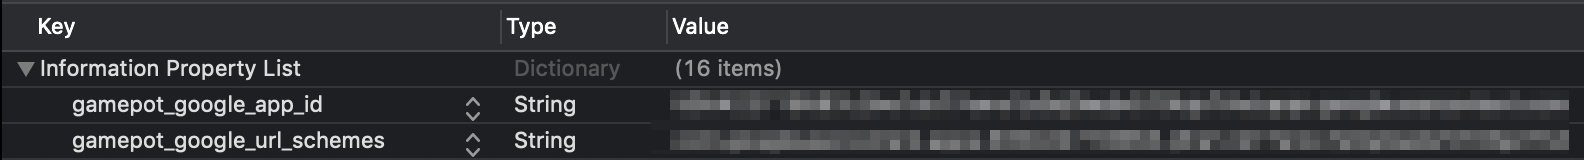 Key Type Value
Information Property List Dictionary (16 items)
gamepot_google_app_id String
gamepot_google_url_schemes String